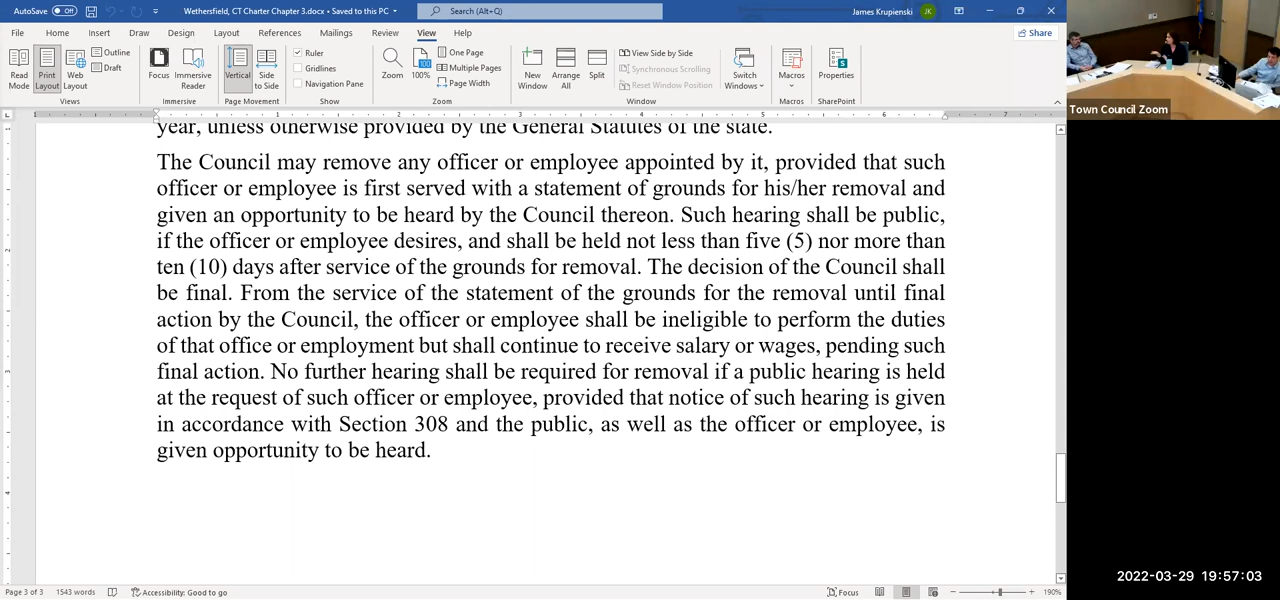 AutoSave Off Wethersfield, CT Charter Chapter 3.docx • Saved to this PC Search (Alt+Q) James Krupienski JK
File Home Insert Draw Design Layout References Mailings Review View Help Share
Read Mode Print Layout Web Layout Outline Draft
Views
Focus Immersive Reader
Immersive
Vertical Side to Side
Page Movement
Ruler
Gridlines
Navigation Pane
Show
Zoom 100% One Page
Multiple Pages
Page Width
Zoom
New Window Arrange All Split View Side by Side
Synchronous Scrolling
Reset Window Position
Switch Windows
Window
Macros
Macros
Properties
SharePoint
Town Council Zoom
year, unless otherwise provided by the General Statutes of the state.
The Council may remove any officer or employee appointed by it, provided that such
officer or employee is first served with a statement of grounds for his/her removal and
given an opportunity to be heard by the Council thereon. Such hearing shall be public,
if the officer or employee desires, and shall be held not less than five (5) nor more than
ten (10) days after service of the grounds for removal. The decision of the Council shall
be final. From the service of the statement of the grounds for the removal until final
action by the Council, the officer or employee shall be ineligible to perform the duties
of that office or employment but shall continue to receive salary or wages, pending such
final action. No further hearing shall be required for removal if a public hearing is held
at the request of such officer or employee, provided that notice of such hearing is given
in accordance with Section 308 and the public, as well as the officer or employee, is
given opportunity to be heard.
2022-03-29 19:57:03
Page 3 of 3 1543 words Accessibility: Good to go Focus 190%